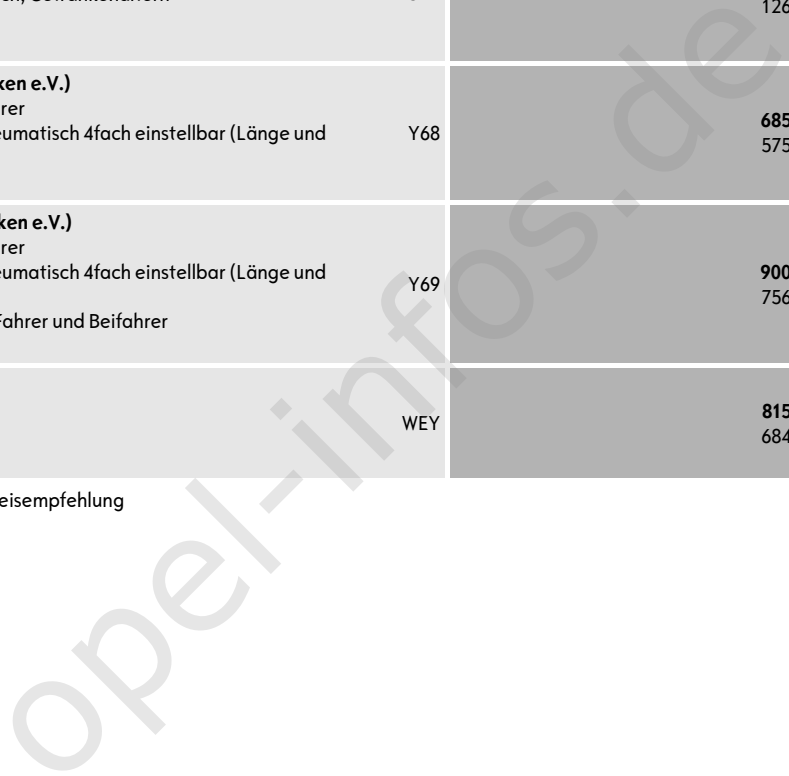 126
ken e.V.)
rer
eumatisch 4fach einstellbar (Länge und
Y68
685
575
ken e.V.)
rer
eumatisch 4fach einstellbar (Länge und
Fahrer und Beifahrer
Y69
900
756
WEY
815
684
eisempfehlung
opel-infos.de